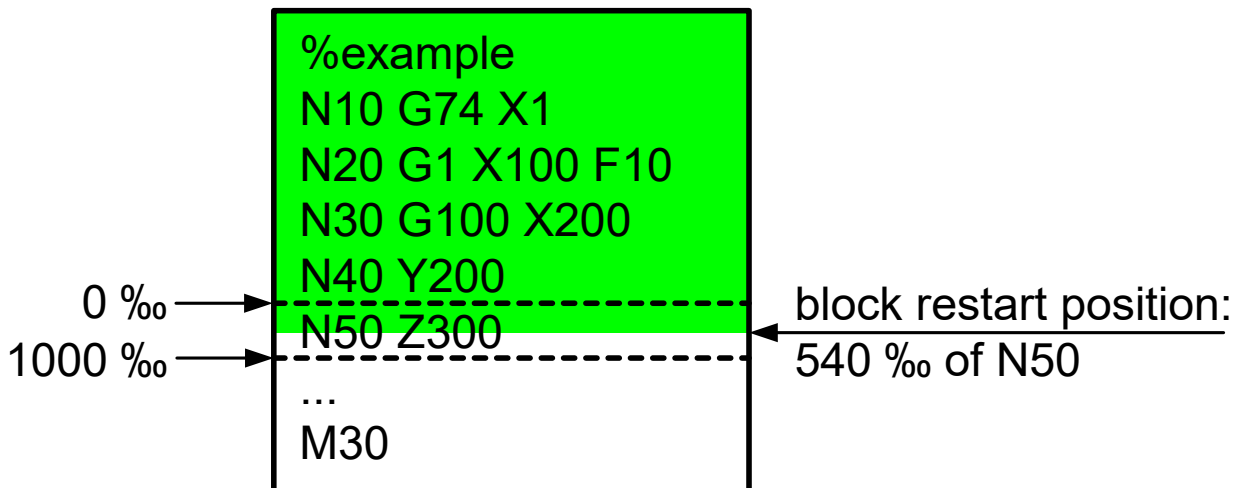 %example
N10 G74 X1
N20 G1 X100 F10
N30 G100 X200
N40 Y200
0 ‰
block restart position:
N50 Z300
1000 ‰
540 ‰ of N50
...
M30